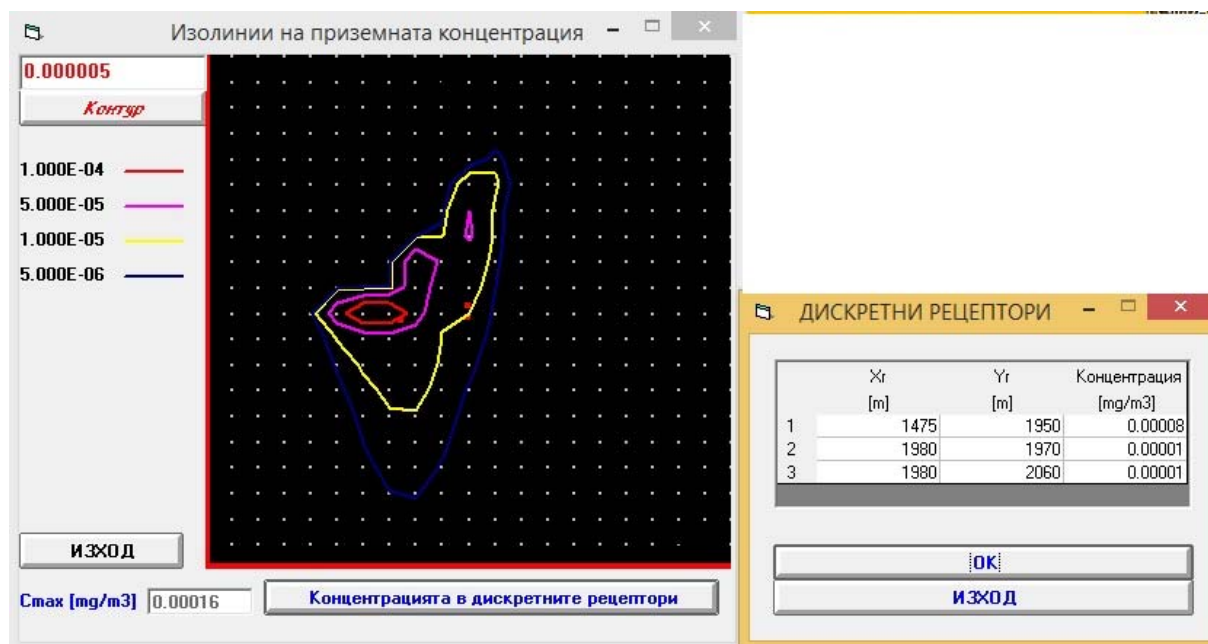 Изолинии на приземната концентрация
0.000005
Контур
1.000E-04
5.000E-05
1.000E-05
5.000E-06
ИЗХОД
Cmax [mg/m3] 0.00016 Концентрацията в дискретните рецептори
ДИСКРЕТНИ РЕЦЕПТОРИ
Xr Yr Концентрация
[m] [m] [mg/m3]
1 1475 1950 0.00008
2 1980 1970 0.00001
3 1980 2060 0.00001
OK
ИЗХОД